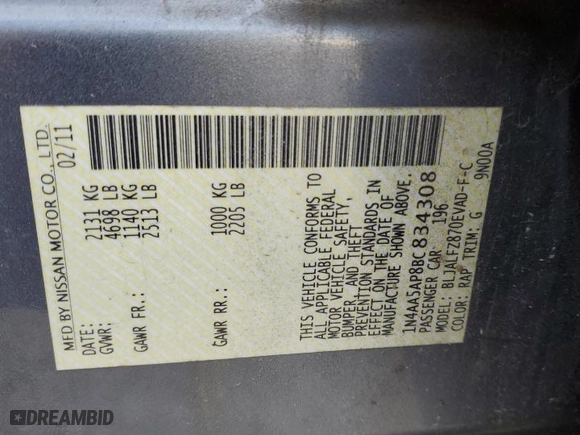 MFD BY NISSAN MOTOR CO., LTD.
DATE: 02/11
GVWR: 2131 KG
4698 LB
GAWR FR.: 1140 KG
2513 LB
GAWR RR.: 1000 KG
2205 LB
THIS VEHICLE CONFORMS TO
ALL APPLICABLE FEDERAL
MOTOR VEHICLE SAFETY,
BUMPER, AND THEFT
PREVENTION STANDARDS IN
EFFECT ON THE DATE OF
MANUFACTURE SHOWN ABOVE.
1N4AA5AP8BC834308
PASSENGER CAR 196
MODEL: BLJALFZ870EVAD-F-C
COLOR: RAP TRIM: G 9N00A
DREAMBID